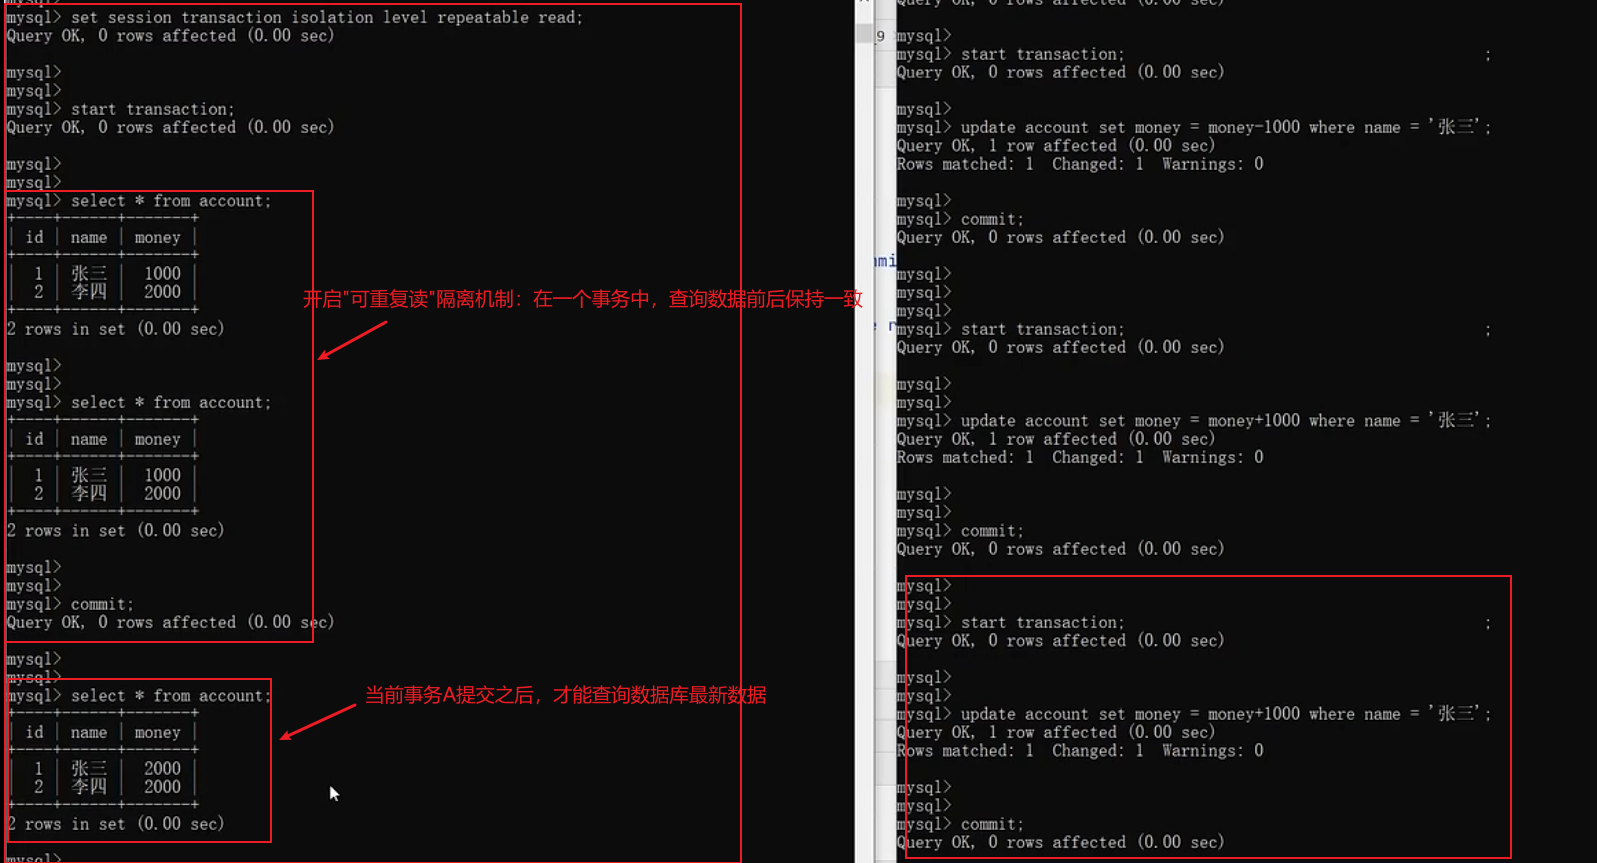 mysql> set session transaction isolation level repeatable read;
Query OK, 0 rows affected (0.00 sec)
mysql>
mysql>
mysql> start transaction;
Query OK, 0 rows affected (0.00 sec)
mysql>
mysql>
mysql> select * from account;
+----+------+-------+
| id | name | money |
+----+------+-------+
| 1 | 张三 | 1000 |
| 2 | 李四 | 2000 |
+----+------+-------+
2 rows in set (0.00 sec)
开启"可重复读"隔离机制：在一个事务中，查询数据前后保持一致
mysql>
mysql>
mysql> select * from account;
+----+------+-------+
| id | name | money |
+----+------+-------+
| 1 | 张三 | 1000 |
| 2 | 李四 | 2000 |
+----+------+-------+
2 rows in set (0.00 sec)
mysql>
mysql>
mysql> commit;
Query OK, 0 rows affected (0.00 sec)
mysql>
mysql>
mysql> select * from account;
+----+------+-------+
| id | name | money |
+----+------+-------+
| 1 | 张三 | 2000 |
| 2 | 李四 | 2000 |
+----+------+-------+
2 rows in set (0.00 sec)
当前事务A提交之后，才能查询数据库最新数据
mysql>
Query OK, 0 rows affected (0.00 sec)
mysql>
mysql> start transaction; ;
Query OK, 0 rows affected (0.00 sec)
mysql>
mysql> update account set money = money-1000 where name = '张三';
Query OK, 1 row affected (0.00 sec)
Rows matched: 1 Changed: 1 Warnings: 0
mysql>
mysql> commit;
Query OK, 0 rows affected (0.00 sec)
mysql>
mysql>
mysql>
mysql> start transaction; ;
Query OK, 0 rows affected (0.00 sec)
mysql>
mysql>
mysql> update account set money = money+1000 where name = '张三';
Query OK, 1 row affected (0.00 sec)
Rows matched: 1 Changed: 1 Warnings: 0
mysql>
mysql>
mysql> commit;
Query OK, 0 rows affected (0.00 sec)
mysql>
mysql>
mysql> start transaction; ;
Query OK, 0 rows affected (0.00 sec)
mysql>
mysql>
mysql> update account set money = money+1000 where name = '张三';
Query OK, 1 row affected (0.00 sec)
Rows matched: 1 Changed: 1 Warnings: 0
mysql>
mysql>
mysql> commit;
Query OK, 0 rows affected (0.00 sec)